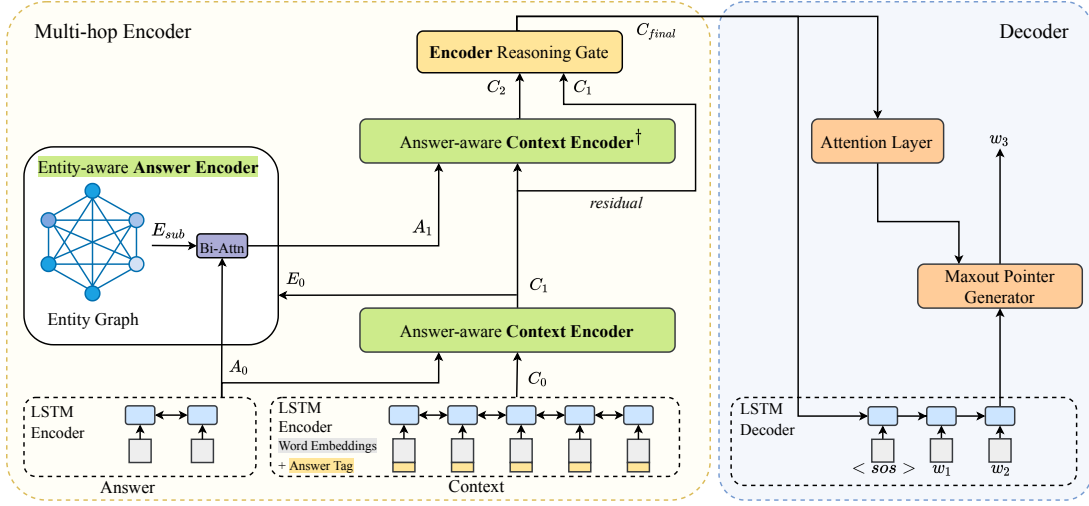 Multi-hop Encoder
Decoder
C_final
Encoder Reasoning Gate
C_2
C_1
Answer-aware Context Encoder†
Attention Layer
w_3
Entity-aware Answer Encoder
residual
E_sub
A_1
Bi-Attn
E_0
C_1
Maxout Pointer
Generator
Entity Graph
Answer-aware Context Encoder
A_0
C_0
LSTM
Encoder
LSTM
Encoder
Word Embeddings
+ Answer Tag
LSTM
Decoder
< sos >
w_1
w_2
Answer
Context